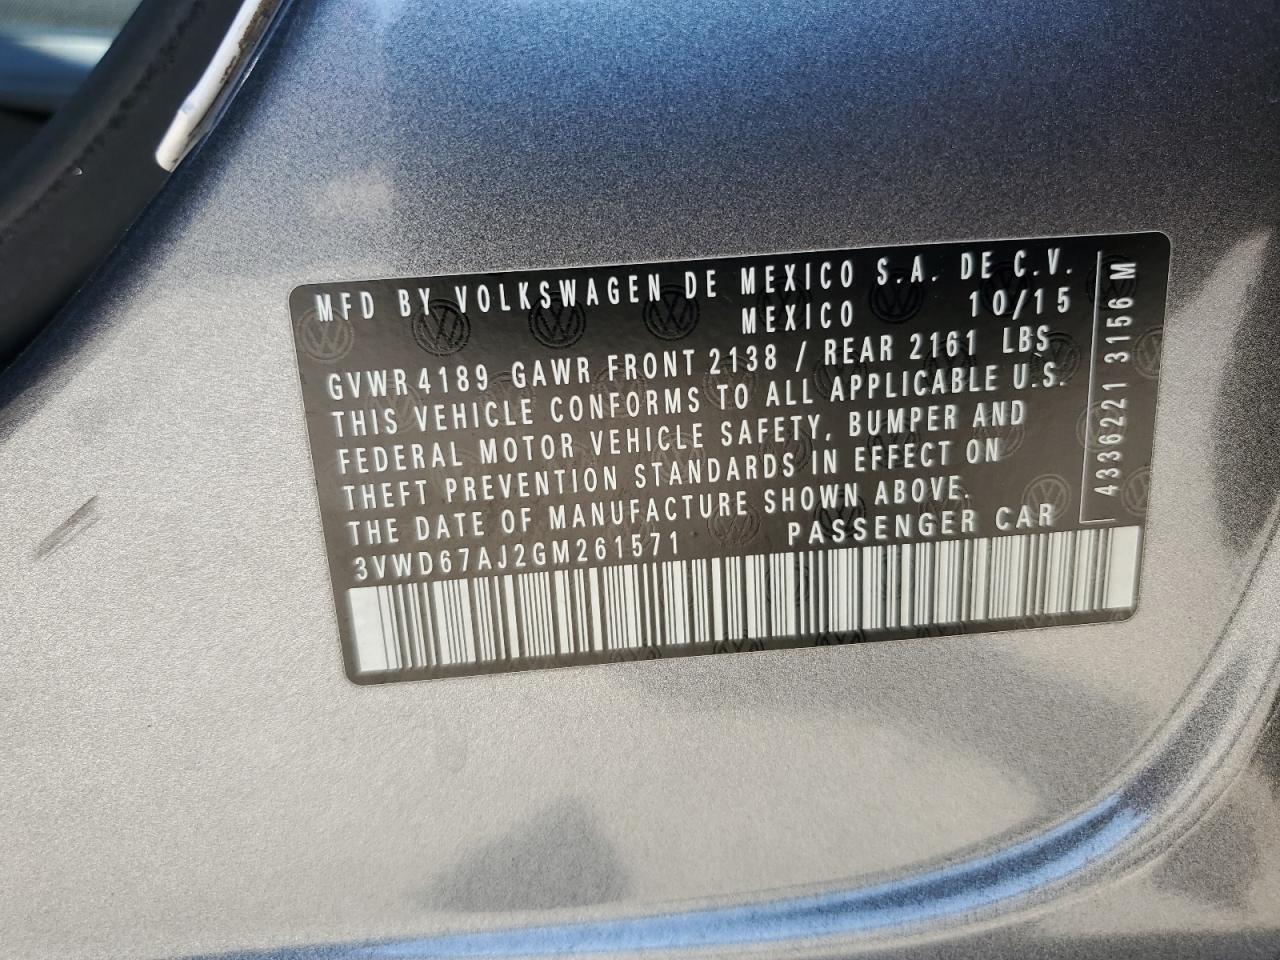 MFD BY VOLKSWAGEN DE MEXICO S.A. DE C.V.
MEXICO 10/15
GVWR 4189 GAWR FRONT 2138 / REAR 2161 LBS
THIS VEHICLE CONFORMS TO ALL APPLICABLE U.S.
FEDERAL MOTOR VEHICLE SAFETY, BUMPER AND
THEFT PREVENTION STANDARDS IN EFFECT ON
THE DATE OF MANUFACTURE SHOWN ABOVE.
3VWD67AJ2GM261571 PASSENGER CAR
4336221 3156 M